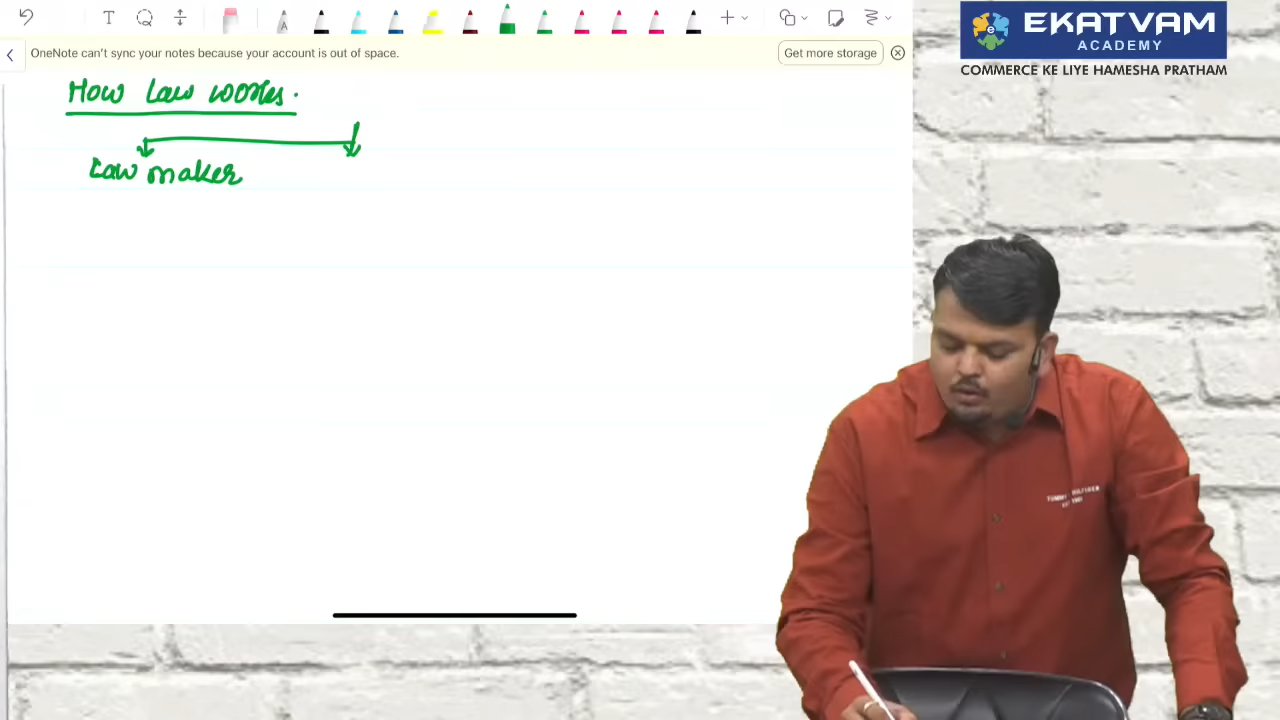 OneNote can't sync your notes because your account is out of space.
Get more storage
How Law works.
Law maker
EKATVAM
ACADEMY
COMMERCE KE LIYE HAMESHA PRATHAM